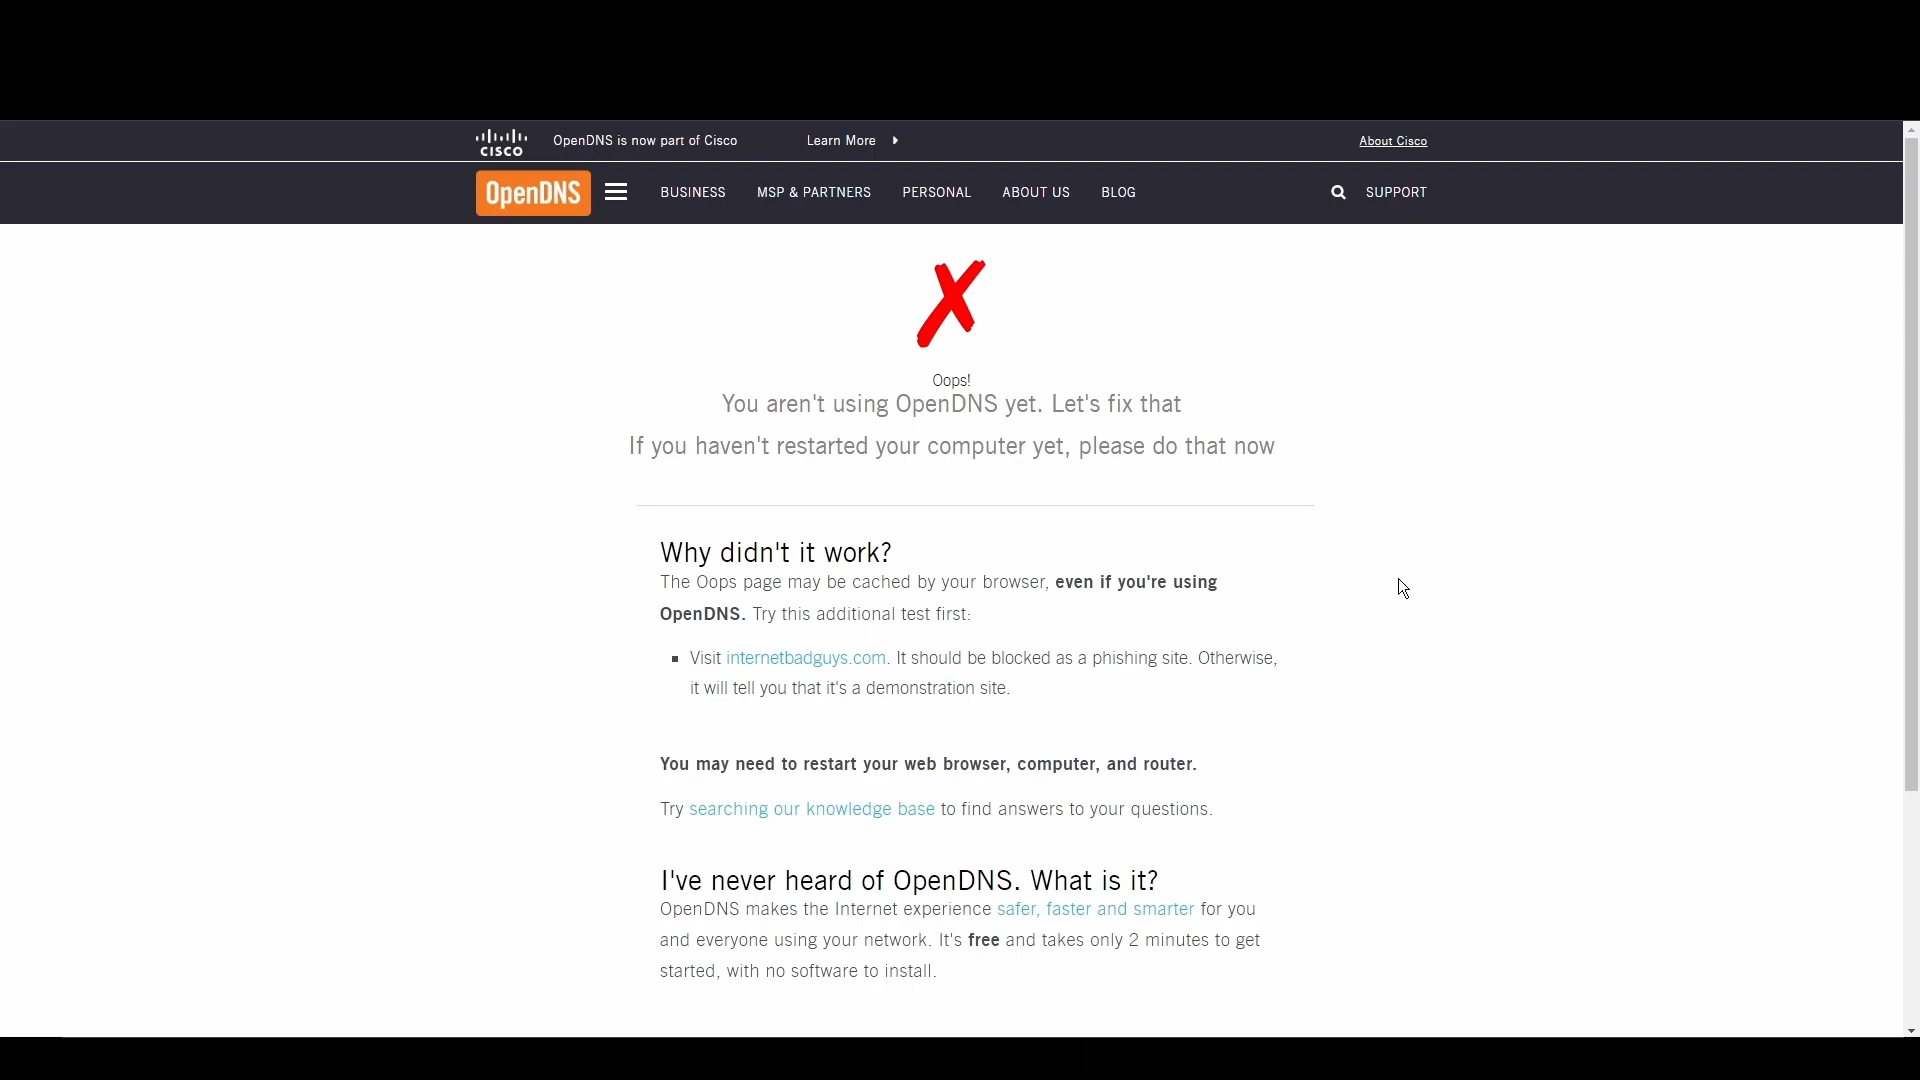 CISCO
OpenDNS is now part of Cisco
Learn More
About Cisco
OpenDNS
BUSINESS
MSP & PARTNERS
PERSONAL
ABOUT US
BLOG
SUPPORT
Oops!
You aren't using OpenDNS yet. Let's fix that
If you haven't restarted your computer yet, please do that now
Why didn't it work?
The Oops page may be cached by your browser, even if you're using
OpenDNS. Try this additional test first:
Visit internetbadguys.com. It should be blocked as a phishing site. Otherwise,
it will tell you that it's a demonstration site.
You may need to restart your web browser, computer, and router.
Try searching our knowledge base to find answers to your questions.
I've never heard of OpenDNS. What is it?
OpenDNS makes the Internet experience safer, faster and smarter for you
and everyone using your network. It's free and takes only 2 minutes to get
started, with no software to install.